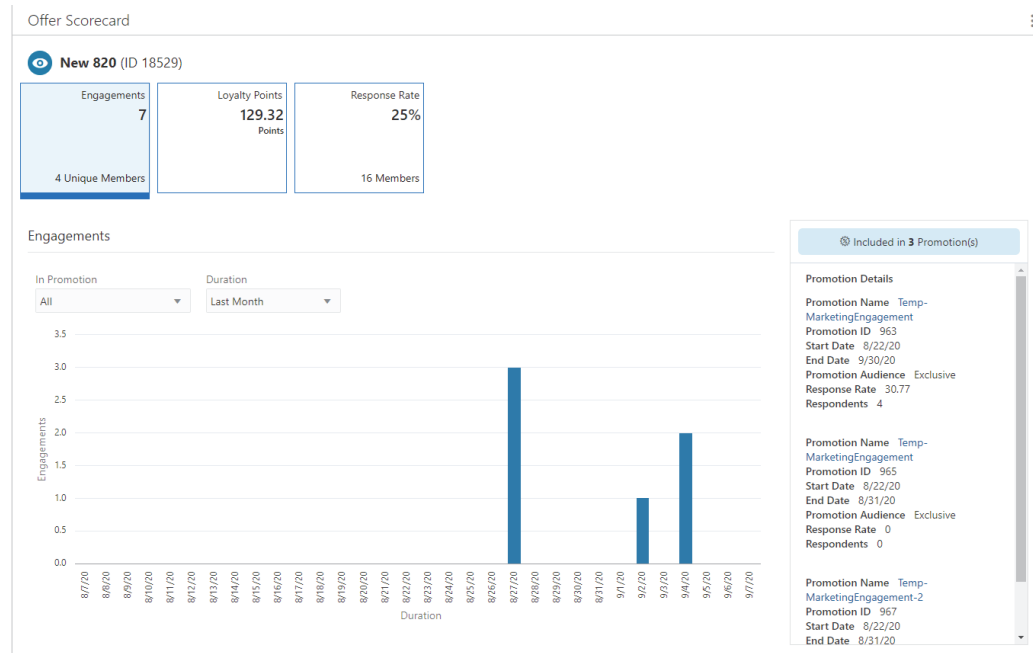 Offer Scorecard
New 820 (ID 18529)
Engagements
7
4 Unique Members
Loyalty Points
129.32
Points
Response Rate
25%
16 Members
Engagements
In Promotion
All
Duration
Last Month
3.5
3.0
2.5
2.0
1.5
1.0
0.5
0.0
Engagements
8/7/20
8/8/20
8/9/20
8/10/20
8/11/20
8/12/20
8/13/20
8/14/20
8/15/20
8/16/20
8/17/20
8/18/20
8/19/20
8/20/20
8/21/20
8/22/20
8/23/20
8/24/20
8/25/20
8/26/20
8/27/20
8/28/20
8/29/20
8/30/20
8/31/20
9/1/20
9/2/20
9/3/20
9/4/20
9/5/20
9/6/20
9/7/20
Duration
Included in 3 Promotion(s)
Promotion Details
Promotion Name Temp-
MarketingEngagement
Promotion ID 963
Start Date 8/22/20
End Date 9/30/20
Promotion Audience Exclusive
Response Rate 30.77
Respondents 4
Promotion Name Temp-
MarketingEngagement
Promotion ID 965
Start Date 8/22/20
End Date 8/31/20
Promotion Audience Exclusive
Response Rate 0
Respondents 0
Promotion Name Temp-
MarketingEngagement-2
Promotion ID 967
Start Date 8/22/20
End Date 8/31/20